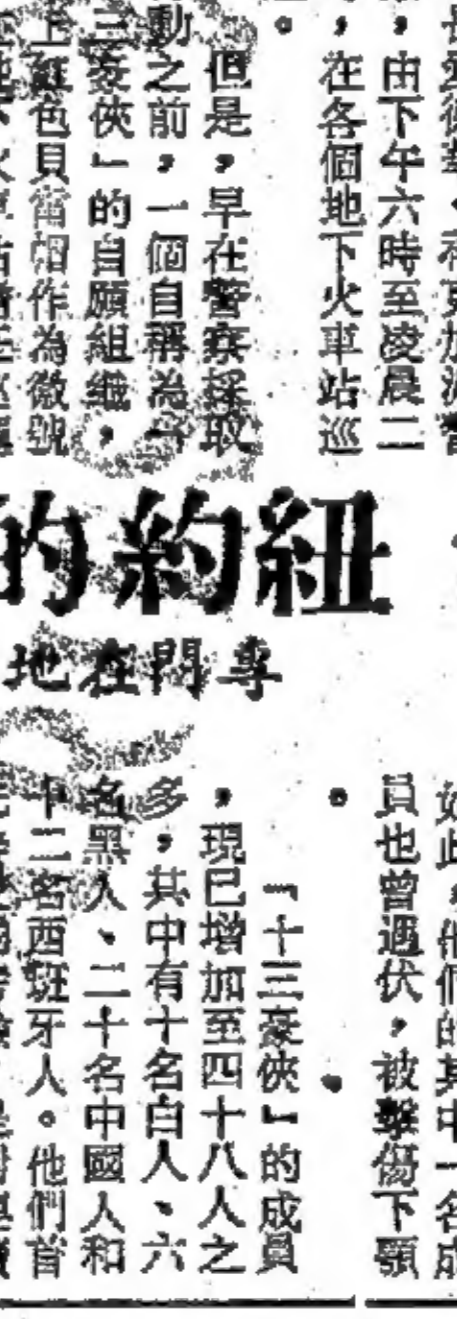 由下午六時至凌晨二
，在各個地下火車站巡
。
但是，早在警察採取
動之前，一個自稱為「
三豪俠」的自願組織，
上紅色貝雷帽作為徽號
紐約的
專門在地
如此，他們的其中一名成
員也曾遇伏，被擊傷下顎
。
「十三豪俠」的成員
，現已增加至四十八人之
多，其中有十名白人、六
名黑人、二十名中國人和
十二名西班牙人。他們首